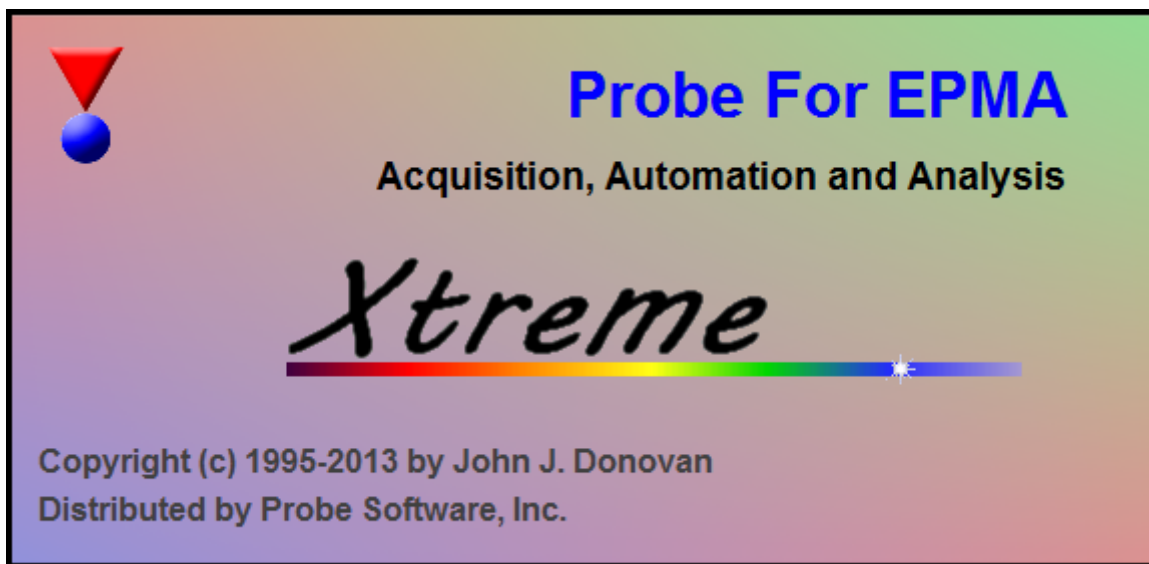 Probe For EPMA
Acquisition, Automation and Analysis
Xtreme
Copyright (c) 1995-2013 by John J. Donovan
Distributed by Probe Software, Inc.